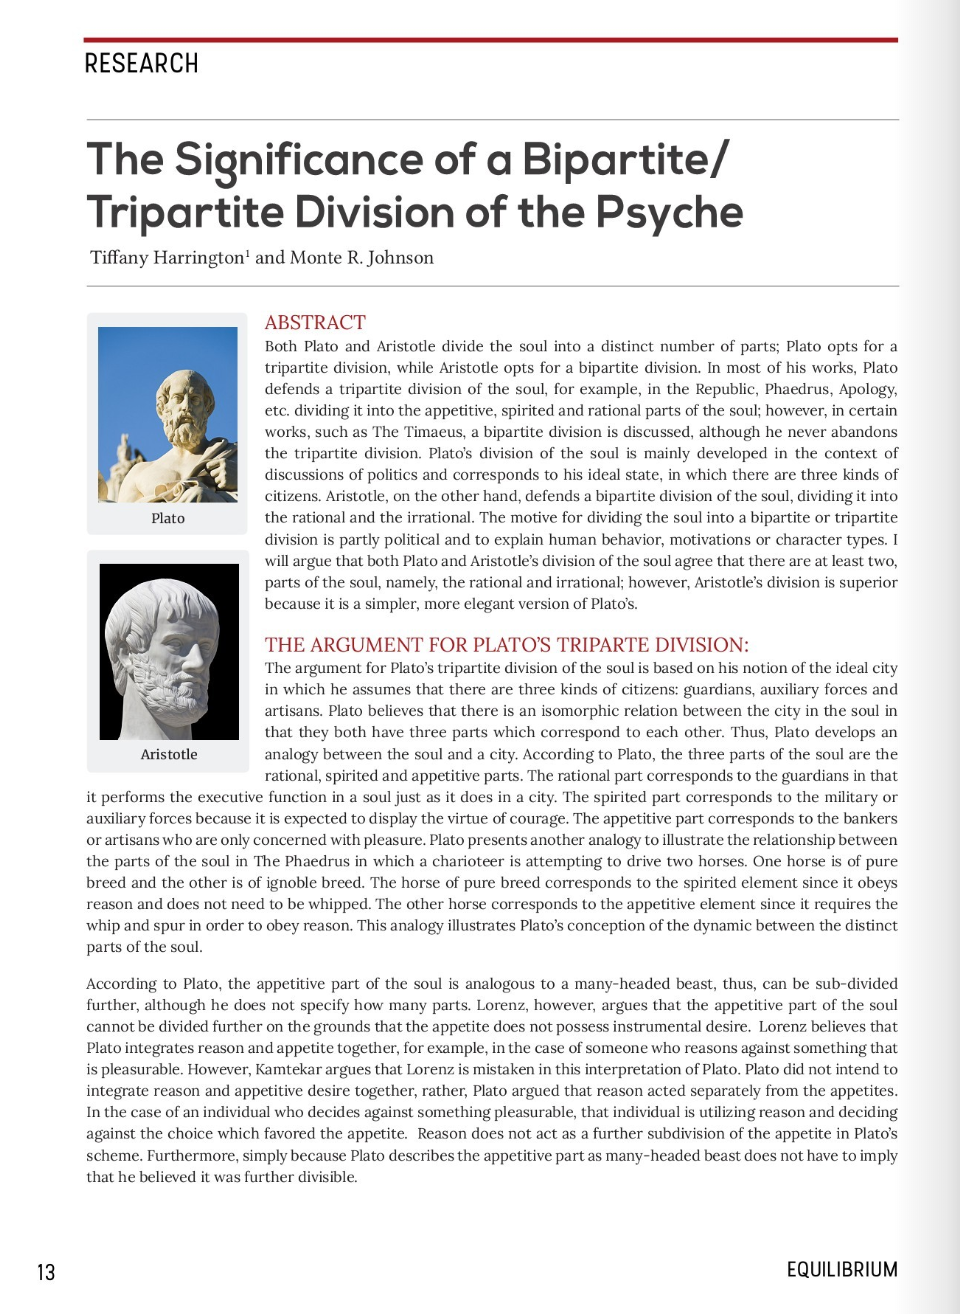 RESEARCH
The Significance of a Bipartite/
Tripartite Division of the Psyche
Tiffany Harrington¹ and Monte R. Johnson
Plato
Aristotle
ABSTRACT
Both Plato and Aristotle divide the soul into a distinct number of parts; Plato opts for a
tripartite division, while Aristotle opts for a bipartite division. In most of his works, Plato
defends a tripartite division of the soul, for example, in the Republic, Phaedrus, Apology,
etc. dividing it into the appetitive, spirited and rational parts of the soul; however, in certain
works, such as The Timaeus, a bipartite division is discussed, although he never abandons
the tripartite division. Plato’s division of the soul is mainly developed in the context of
discussions of politics and corresponds to his ideal state, in which there are three kinds of
citizens. Aristotle, on the other hand, defends a bipartite division of the soul, dividing it into
the rational and the irrational. The motive for dividing the soul into a bipartite or tripartite
division is partly political and to explain human behavior, motivations or character types. I
will argue that both Plato and Aristotle’s division of the soul agree that there are at least two,
parts of the soul, namely, the rational and irrational; however, Aristotle’s division is superior
because it is a simpler, more elegant version of Plato’s.
THE ARGUMENT FOR PLATO’S TRIPARTE DIVISION:
The argument for Plato’s tripartite division of the soul is based on his notion of the ideal city
in which he assumes that there are three kinds of citizens: guardians, auxiliary forces and
artisans. Plato believes that there is an isomorphic relation between the city in the soul in
that they both have three parts which correspond to each other. Thus, Plato develops an
analogy between the soul and a city. According to Plato, the three parts of the soul are the
rational, spirited and appetitive parts. The rational part corresponds to the guardians in that
it performs the executive function in a soul just as it does in a city. The spirited part corresponds to the military or
auxiliary forces because it is expected to display the virtue of courage. The appetitive part corresponds to the bankers
or artisans who are only concerned with pleasure. Plato presents another analogy to illustrate the relationship between
the parts of the soul in The Phaedrus in which a charioteer is attempting to drive two horses. One horse is of pure
breed and the other is of ignoble breed. The horse of pure breed corresponds to the spirited element since it obeys
reason and does not need to be whipped. The other horse corresponds to the appetitive element since it requires the
whip and spur in order to obey reason. This analogy illustrates Plato’s conception of the dynamic between the distinct
parts of the soul.
According to Plato, the appetitive part of the soul is analogous to a many-headed beast, thus, can be sub-divided
further, although he does not specify how many parts. Lorenz, however, argues that the appetitive part of the soul
cannot be divided further on the grounds that the appetite does not possess instrumental desire. Lorenz believes that
Plato integrates reason and appetite together, for example, in the case of someone who reasons against something that
is pleasurable. However, Kamtekar argues that Lorenz is mistaken in this interpretation of Plato. Plato did not intend to
integrate reason and appetitive desire together, rather, Plato argued that reason acted separately from the appetites.
In the case of an individual who decides against something pleasurable, that individual is utilizing reason and deciding
against the choice which favored the appetite. Reason does not act as a further subdivision of the appetite in Plato’s
scheme. Furthermore, simply because Plato describes the appetitive part as many-headed beast does not have to imply
that he believed it was further divisible.
13
EQUILIBRIUM